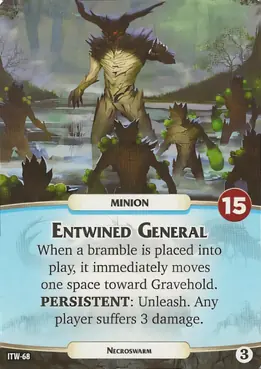 MINION
15
ENTWINED GENERAL
When a bramble is placed into
play, it immediately moves
one space toward Gravehold.
PERSISTENT: Unleash. Any
player suffers 3 damage.
ITW-68
NECROSWARM
3